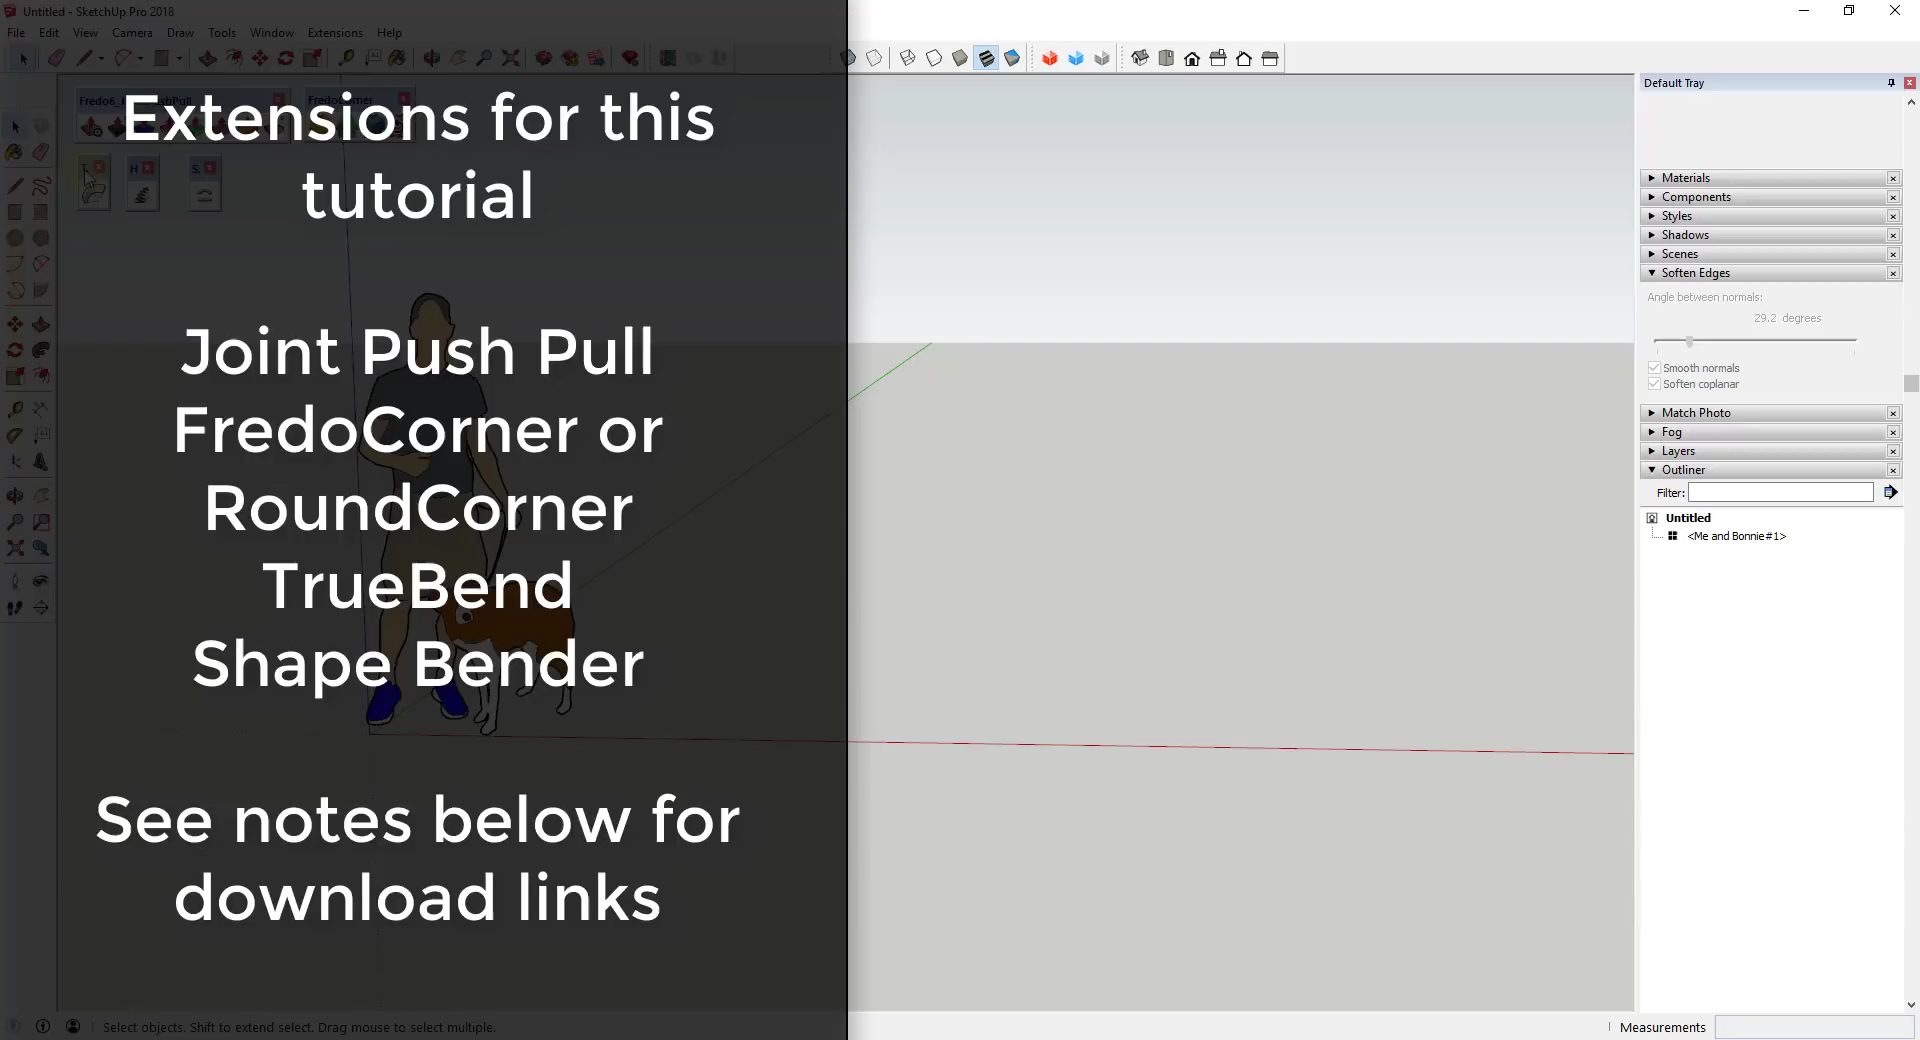 Untitled - SketchUp Pro 2018
File Edit View Camera Draw Tools Window Extensions Help
Extensions for this
tutorial
Joint Push Pull
FredoCorner or
RoundCorner
TrueBend
Shape Bender
See notes below for
download links
Default Tray
Materials
Components
Styles
Shadows
Scenes
Soften Edges
Angle between normals:
29.2 degrees
Smooth normals
Soften coplanar
Match Photo
Fog
Layers
Outliner
Filter:
Untitled
<Me and Bonnie#1>
Select objects. Shift to extend select. Drag mouse to select multiple.
Measurements